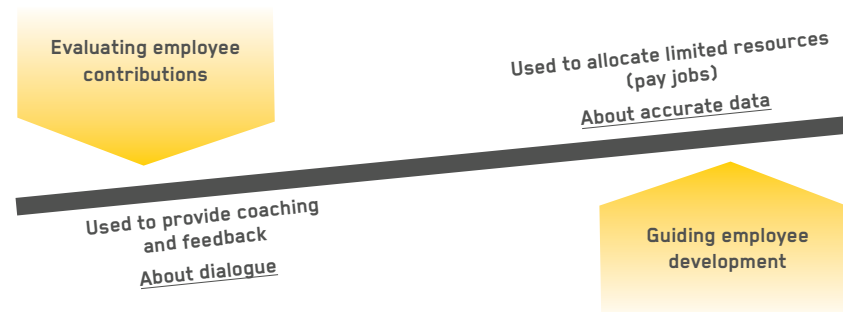 Evaluating employee
contributions
Used to allocate limited resources
(pay jobs)
About accurate data
Used to provide coaching
and feedback
About dialogue
Guiding employee
development